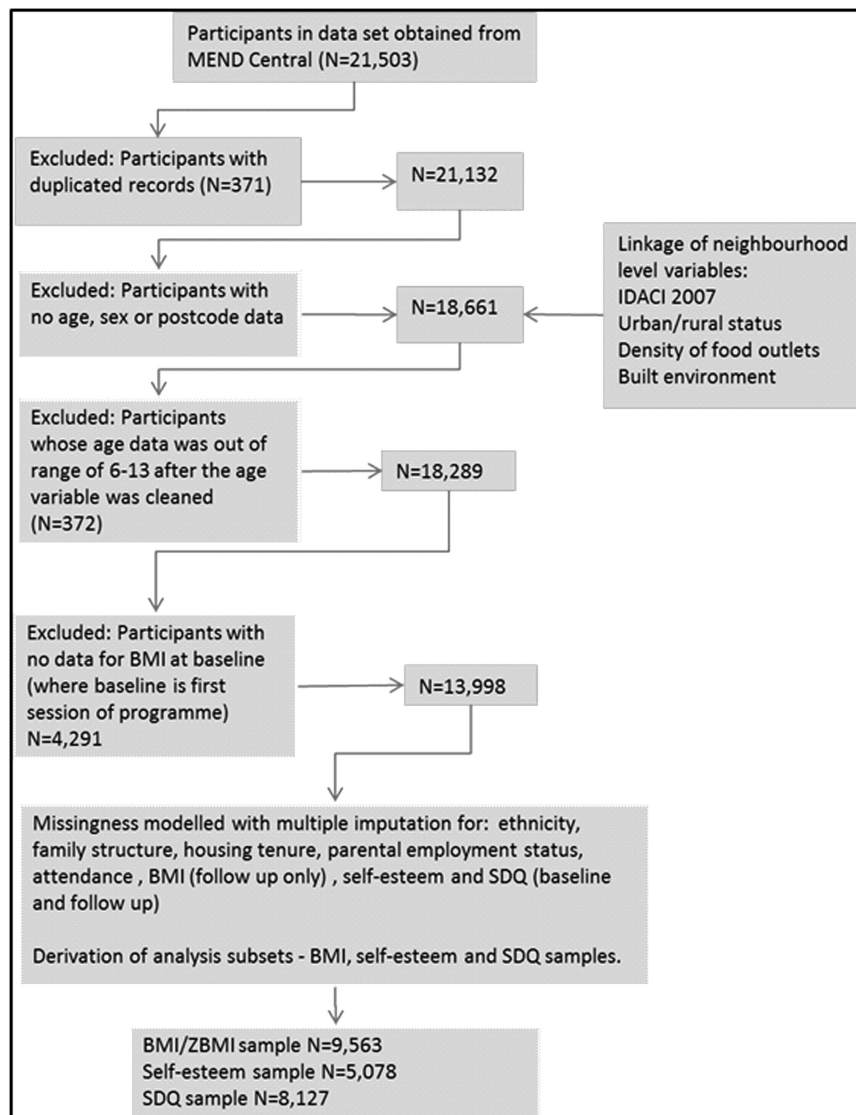 Participants in data set obtained from
MEND Central (N=21,503)
Excluded: Participants with
duplicated records (N=371)
N=21,132
Excluded: Participants with
no age, sex or postcode data
N=18,661
Linkage of neighbourhood
level variables:
IDACI 2007
Urban/rural status
Density of food outlets
Built environment
Excluded: Participants
whose age data was out of
range of 6-13 after the age
variable was cleaned
(N=372)
N=18,289
Excluded: Participants with
no data for BMI at baseline
(where baseline is first
session of programme)
N=4,291
N=13,998
Missingness modelled with multiple imputation for: ethnicity,
family structure, housing tenure, parental employment status,
attendance , BMI (follow up only) , self-esteem and SDQ (baseline
and follow up)
Derivation of analysis subsets - BMI, self-esteem and SDQ samples.
BMI/ZBMI sample N=9,563
Self-esteem sample N=5,078
SDQ sample N=8,127